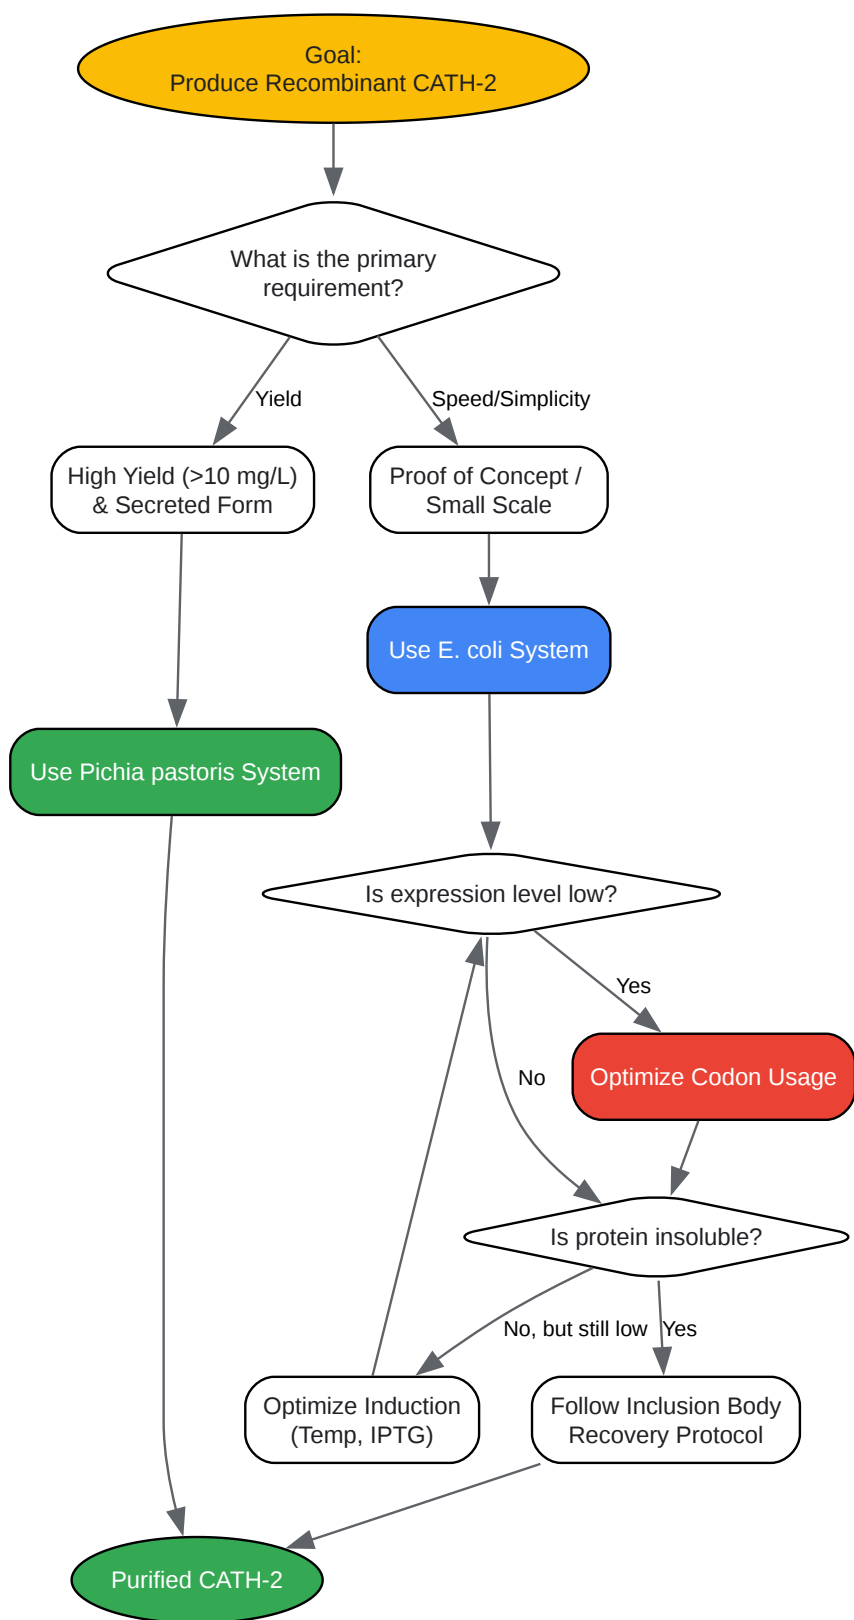 Goal:
Produce Recombinant CATH-2
What is the primary
requirement?
Yield
Speed/Simplicity
High Yield (>10 mg/L)
& Secreted Form
Proof of Concept /
Small Scale
Use E. coli System
Use Pichia pastoris System
Is expression level low?
Yes
No
Optimize Codon Usage
Is protein insoluble?
No, but still low
Yes
Optimize Induction
(Temp, IPTG)
Follow Inclusion Body
Recovery Protocol
Purified CATH-2